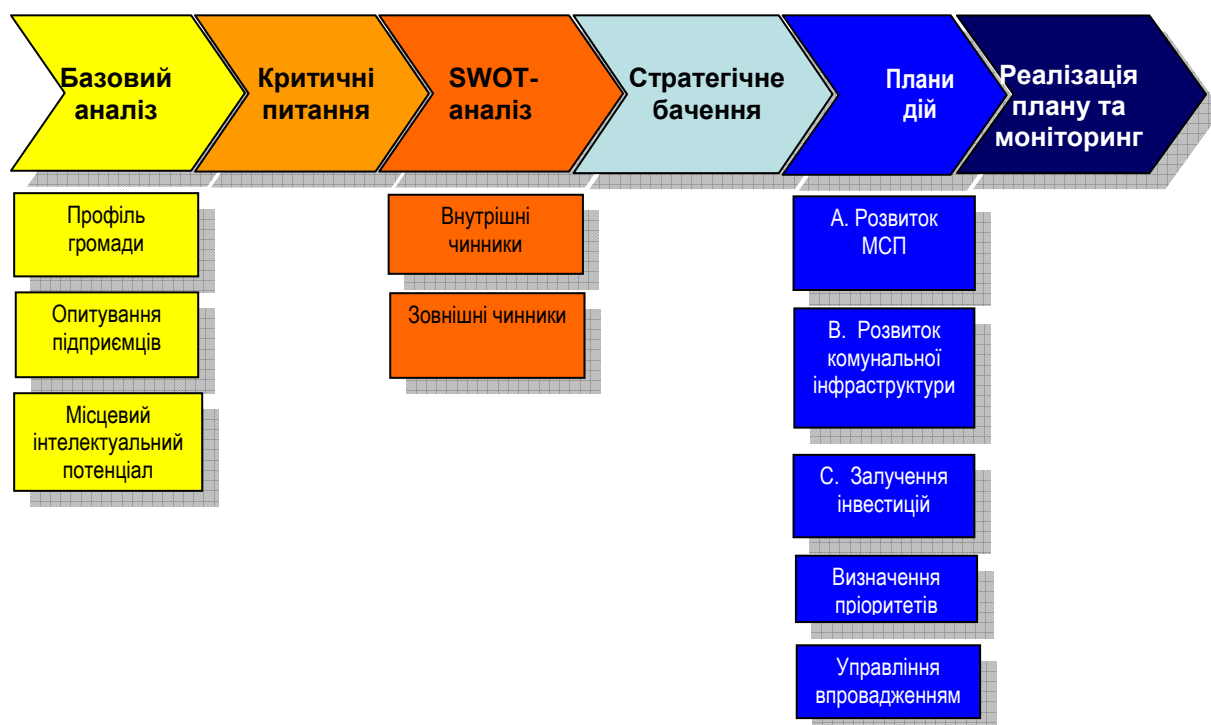 Базовий
аналіз
Критичні
питання
SWOT-
аналіз
Стратегічне
бачення
Плани
дій
Реалізація
плану та
моніторинг
Профіль
громади
Опитування
підприємців
Місцевий
інтелектуальний
потенціал
Внутрішні
чинники
Зовнішні чинники
А. Розвиток
МСП
В. Розвиток
комунальної
інфраструктури
С. Залучення
інвестицій
Визначення
пріоритетів
Управління
впровадженням